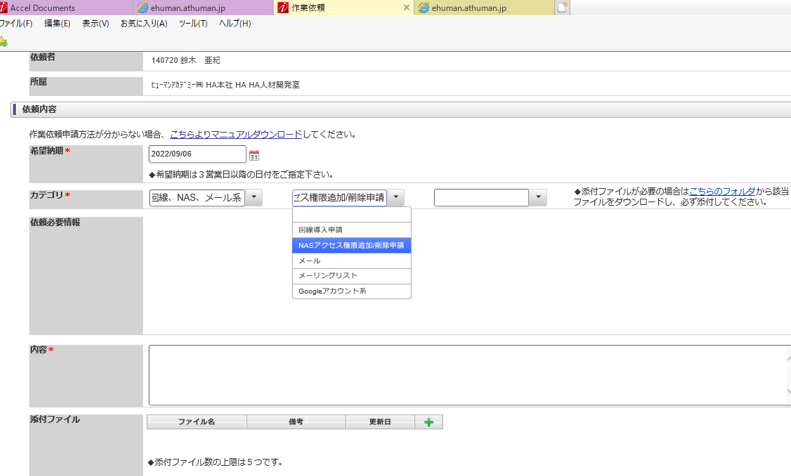 Accel Documents ehuman.athuman.jp 作業依頼 ehuman.athuman.jp
ファイル(F) 編集(E) 表示(V) お気に入り(A) ツール(T) ヘルプ(H)
依頼者 140720 鈴木 亜紀
所属 ﾋｭｰﾏﾝｱｶﾃﾞﾐｰ㈱ HA本社 HA HA人材開発室
依頼内容
作業依頼申請方法が分からない場合、こちらよりマニュアルダウンロードしてください。
希望納期* 2022/09/06
◆希望納期は３営業日以降の日付をご指定下さい。
カテゴリ* 回線、NAS、メール系 セス権限追加/削除申請 ◆添付ファイルが必要の場合はこちらのフォルダから該当
ファイルをダウンロードし、必ず添付してください。
依頼必要情報
回線導入申請
NASアクセス権限追加/削除申請
メール
メーリングリスト
Googleアカウント系
内容*
添付ファイル ファイル名 備考 更新日
◆添付ファイル数の上限は５つです。